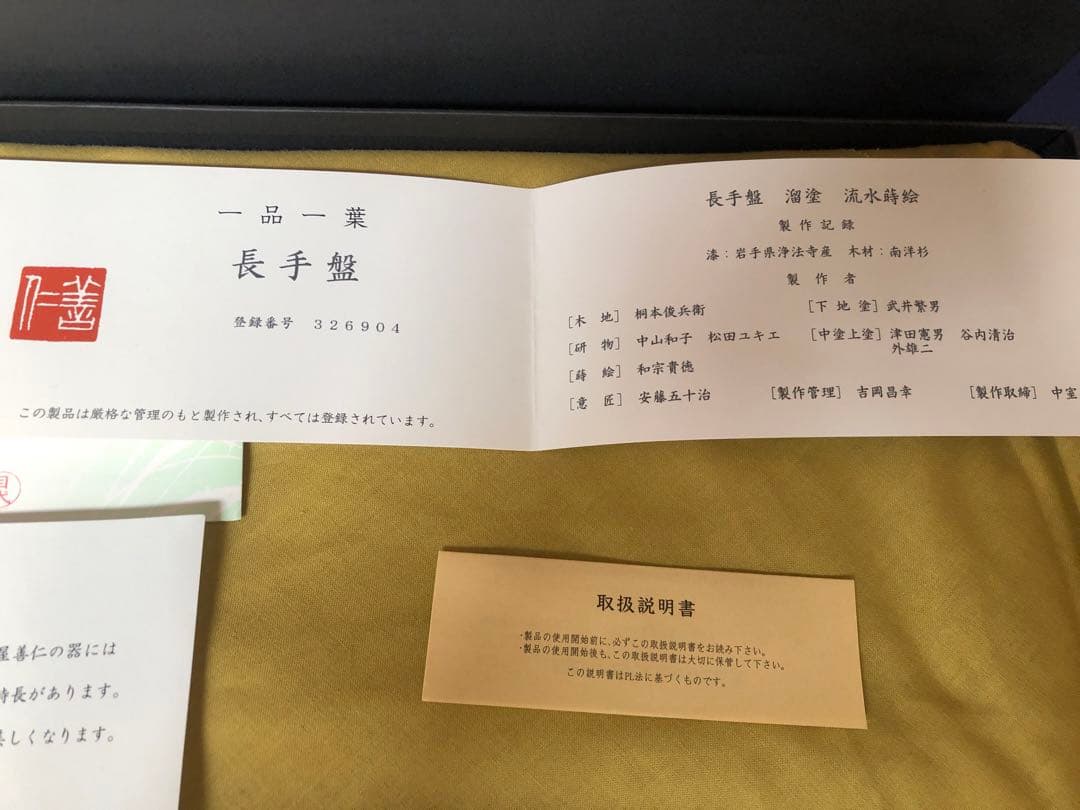 一品一葉
長手盤
善仁
登録番号 326904
この製品は厳格な管理のもと製作され、すべては登録されています。
長手盤 溜塗 流水蒔絵
製作記録
漆:岩手県浄法寺産 木材:南洋杉
製作者
[木地] 桐本俊兵衛 [下地塗] 武井繁男
[研物] 中山和子 松田ユキエ [中塗上塗] 津田憲男 谷内清治
外雄二
[蒔絵] 和宗貴徳
[意匠] 安藤五十治 [製作管理] 吉岡昌幸 [製作取締] 中室
屋善仁の器には
特長があります。
しくなります。
取扱説明書
・製品の使用開始前に、必ずこの取扱説明書をお読み下さい。
・製品の使用開始後も、この取扱説明書は大切に保管して下さい。
この説明書はPL法に基づくものです。